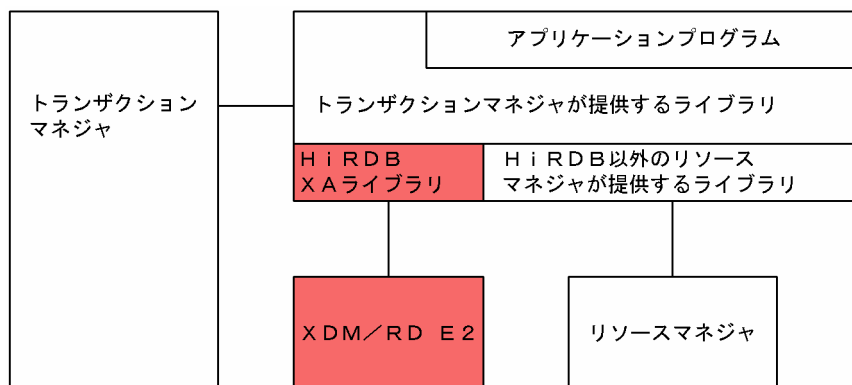 アプリケーションプログラム
トランザクション
マネジャ
トランザクションマネジャが提供するライブラリ
ＨｉＲＤＢ
ＸＡライブラリ
ＨｉＲＤＢ以外のリソース
マネジャが提供するライブラリ
ＸＤＭ／ＲＤ Ｅ２
リソースマネジャ